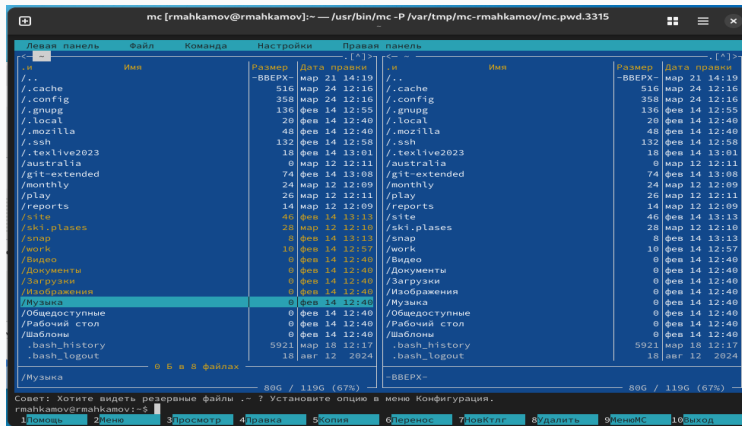 mc [rmahkamov@rmahkamov]:~ — /usr/bin/mc -P /var/tmp/mc-rmahkamov/mc.pwd.3315
Левая панель Файл Команда Настройки Правая панель
<— ~ .[^]> <— ~ .[^]>
.и Имя Размер Дата правки .и Имя Размер Дата правки
/.. -ВВЕРХ- мар 21 14:19 /.. -ВВЕРХ- мар 21 14:19
/.cache 516 мар 24 12:16 /.cache 516 мар 24 12:16
/.config 358 мар 24 12:16 /.config 358 мар 24 12:16
/.gnupg 136 фев 14 12:55 /.gnupg 136 фев 14 12:55
/.local 20 фев 14 12:40 /.local 20 фев 14 12:40
/.mozilla 48 фев 14 12:40 /.mozilla 48 фев 14 12:40
/.ssh 132 фев 14 12:58 /.ssh 132 фев 14 12:58
/.texlive2023 18 фев 14 13:01 /.texlive2023 18 фев 14 13:01
/australia 0 мар 12 12:11 /australia 0 мар 12 12:11
/git-extended 74 фев 14 13:08 /git-extended 74 фев 14 13:08
/monthly 24 мар 12 12:09 /monthly 24 мар 12 12:09
/play 26 мар 12 12:11 /play 26 мар 12 12:11
/reports 14 мар 12 12:09 /reports 14 мар 12 12:09
/site 46 фев 14 13:13 /site 46 фев 14 13:13
/ski.plases 28 мар 12 12:10 /ski.plases 28 мар 12 12:10
/snap 8 фев 14 13:13 /snap 8 фев 14 13:13
/work 10 фев 14 12:57 /work 10 фев 14 12:57
/Видео 0 фев 14 12:40 /Видео 0 фев 14 12:40
/Документы 0 фев 14 12:40 /Документы 0 фев 14 12:40
/Загрузки 0 фев 14 12:40 /Загрузки 0 фев 14 12:40
/Изображения 0 фев 14 12:40 /Изображения 0 фев 14 12:40
/Музыка 0 фев 14 12:40 /Музыка 0 фев 14 12:40
/Общедоступные 0 фев 14 12:40 /Общедоступные 0 фев 14 12:40
/Рабочий стол 0 фев 14 12:40 /Рабочий стол 0 фев 14 12:40
/Шаблоны 0 фев 14 12:40 /Шаблоны 0 фев 14 12:40
.bash_history 5921 мар 18 12:17 .bash_history 5921 мар 18 12:17
.bash_logout 18 авг 12 2024 .bash_logout 18 авг 12 2024
0 Б в 8 файлах
/Музыка -ВВЕРХ-
80G / 119G (67%) 80G / 119G (67%)
Совет: Хотите видеть резервные файлы .~ ? Установите опцию в меню Конфигурация.
rmahkamov@rmahkamov:~$
1Помощь 2Меню 3Просмотр 4Правка 5Копия 6Перенос 7НовКтлг 8Удалить 9МенюМС 10Выход